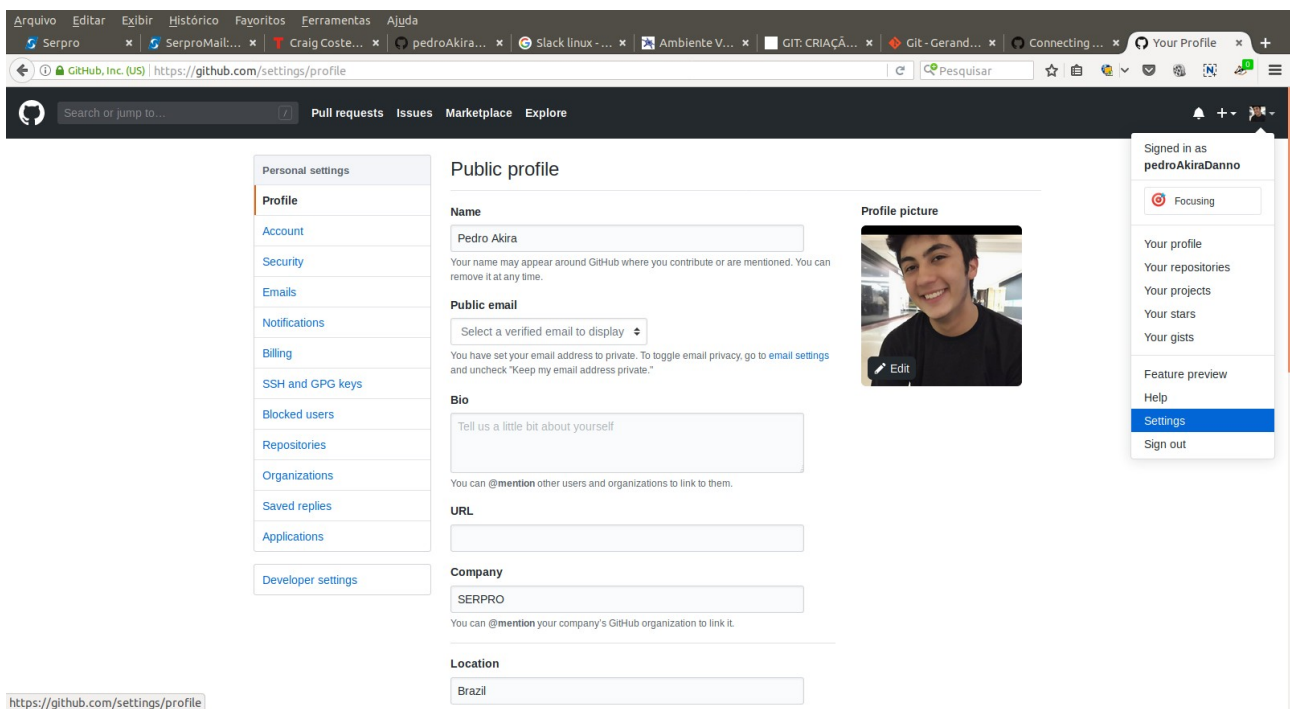 Arquivo Editar Exibir Histórico Favoritos Ferramentas Ajuda
Serpro × SerproMail:... × Craig Coste... × pedroAkira... × Slack linux - ... × Ambiente V... × GIT: CRIAÇÃ... × Git - Gerand... × Connecting ... × Your Profile × +
GitHub, Inc. (US) https://github.com/settings/profile Pesquisar
Search or jump to... / Pull requests Issues Marketplace Explore
Personal settings
Profile
Account
Security
Emails
Notifications
Billing
SSH and GPG keys
Blocked users
Repositories
Organizations
Saved replies
Applications
Developer settings
Public profile
Name
Pedro Akira
Your name may appear around GitHub where you contribute or are mentioned. You can
remove it at any time.
Public email
Select a verified email to display
You have set your email address to private. To toggle email privacy, go to email settings
and uncheck "Keep my email address private."
Bio
Tell us a little bit about yourself
You can @mention other users and organizations to link to them.
URL
Company
SERPRO
You can @mention your company's GitHub organization to link it.
Location
Brazil
Profile picture
Edit
Signed in as
pedroAkiraDanno
Focusing
Your profile
Your repositories
Your projects
Your stars
Your gists
Feature preview
Help
Settings
Sign out
https://github.com/settings/profile